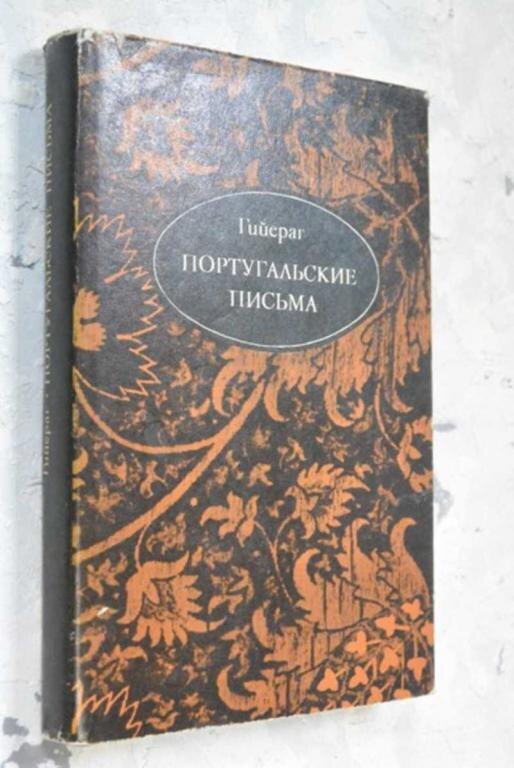 Гийераг
ПОРТУГАЛЬСКИЕ
ПИСЬМА
Гийераг · ПОРТУГАЛЬСКИЕ ПИСЬМА